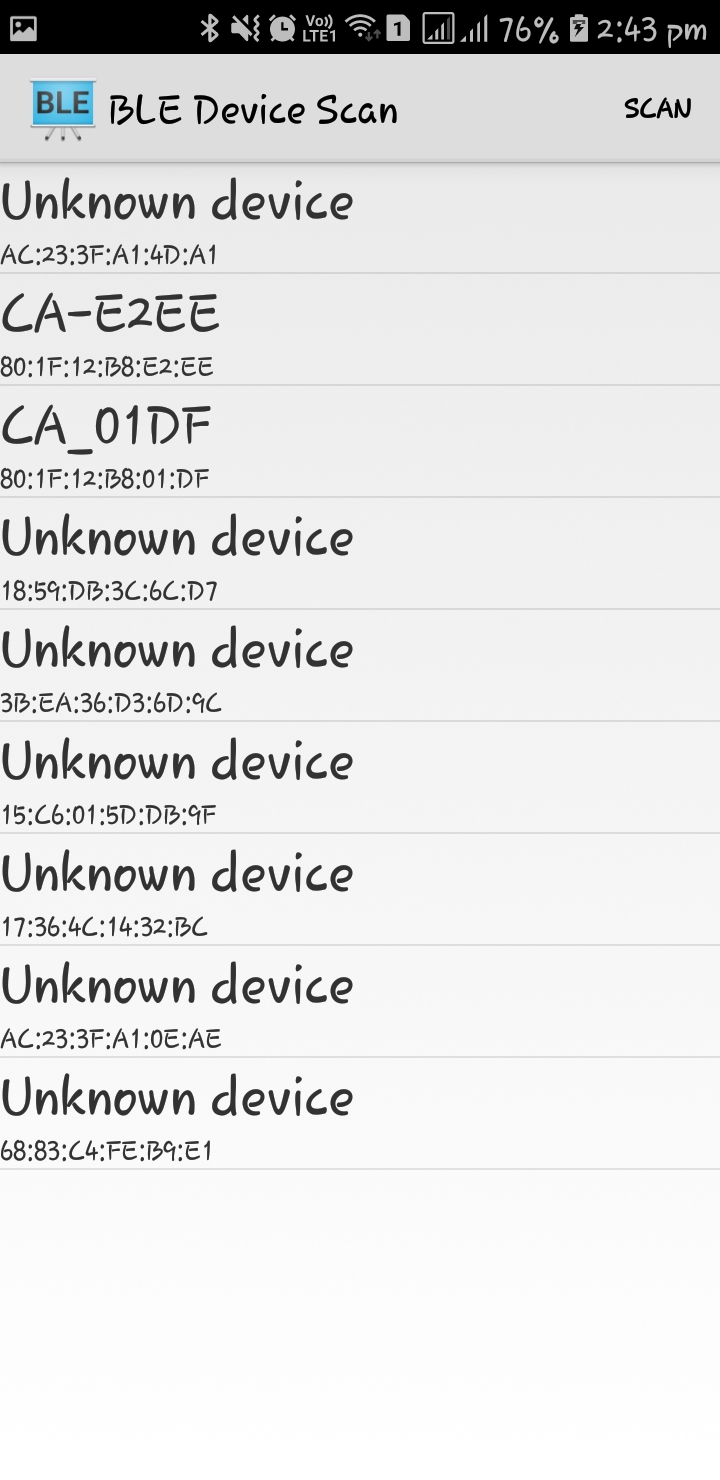 Vo))
LTE1
1
76%
2:43 pm
BLE
BLE Device Scan
SCAN
Unknown device
AC:23:3F:A1:4D:A1
CA-E2EE
80:1F:12:B8:E2:EE
CA_01DF
80:1F:12:B8:01:DF
Unknown device
18:59:DB:3C:6C:D7
Unknown device
3B:EA:36:D3:6D:9C
Unknown device
15:C6:01:5D:DB:9F
Unknown device
17:36:4C:14:32:BC
Unknown device
AC:23:3F:A1:0E:AE
Unknown device
68:83:C4:FE:B9:E1